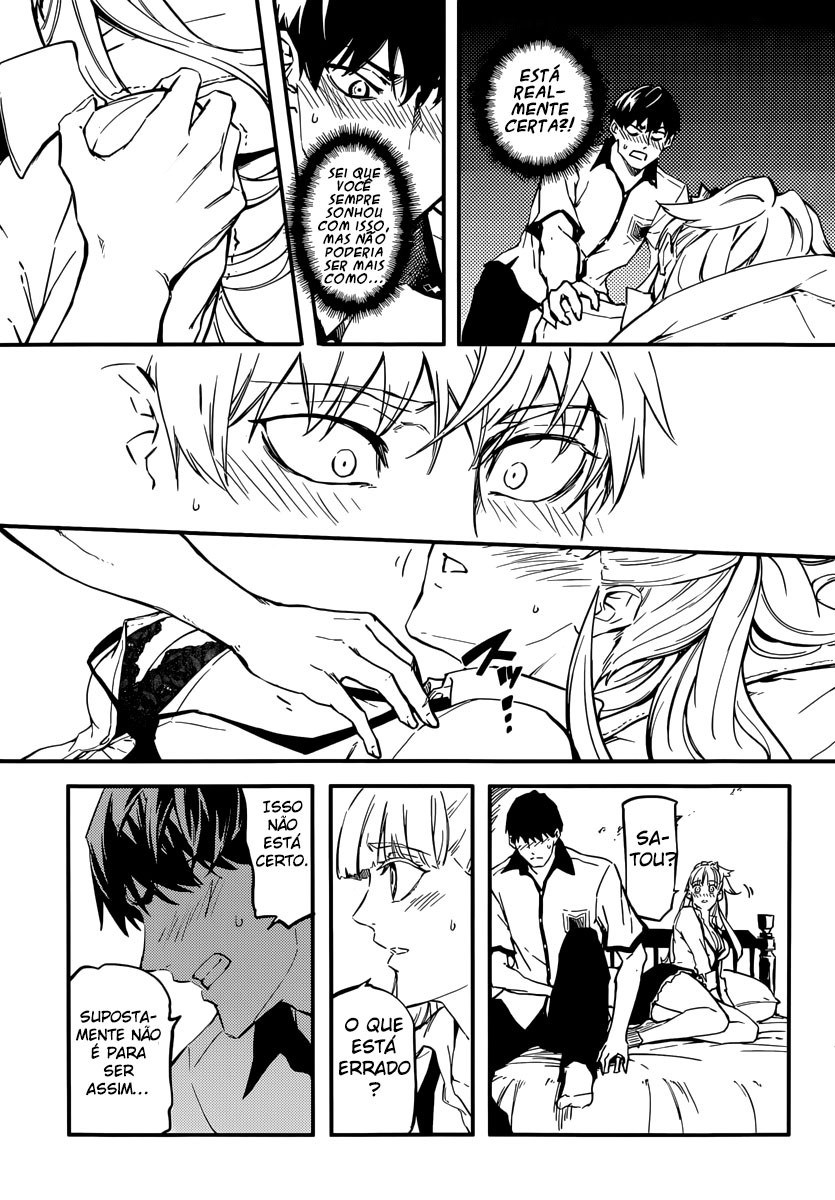 ESTÁ
REAL-
MENTE
CERTA?!
SEI QUE
VOCÊ
SEMPRE
SONHOU
COM ISSO,
MAS NÃO
PODERIA
SER MAIS
COMO...
SA-
TOU?
O QUE
ESTÁ
ERRADO
?
ISSO
NÃO
ESTÁ
CERTO.
SUPOSTA-
MENTE NÃO
É PARA
SER
ASSIM...